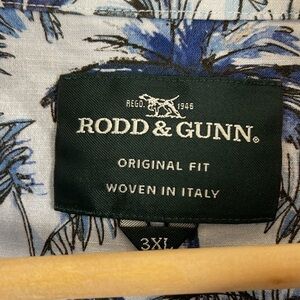 REGD. 1946
RODD & GUNN.
ORIGINAL FIT
WOVEN IN ITALY
3XL